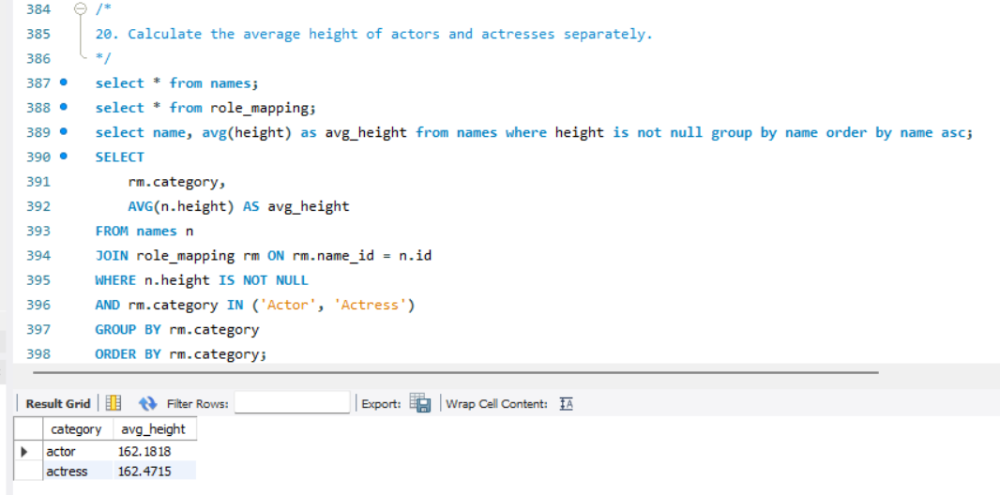 384 /*
385 20. Calculate the average height of actors and actresses separately.
386 */
387 select * from names;
388 select * from role_mapping;
389 select name, avg(height) as avg_height from names where height is not null group by name order by name asc;
390 SELECT
391 rm.category,
392 AVG(n.height) AS avg_height
393 FROM names n
394 JOIN role_mapping rm ON rm.name_id = n.id
395 WHERE n.height IS NOT NULL
396 AND rm.category IN ('Actor', 'Actress')
397 GROUP BY rm.category
398 ORDER BY rm.category;
Result Grid Filter Rows: Export: Wrap Cell Content: IA
category avg_height
actor 162.1818
actress 162.4715